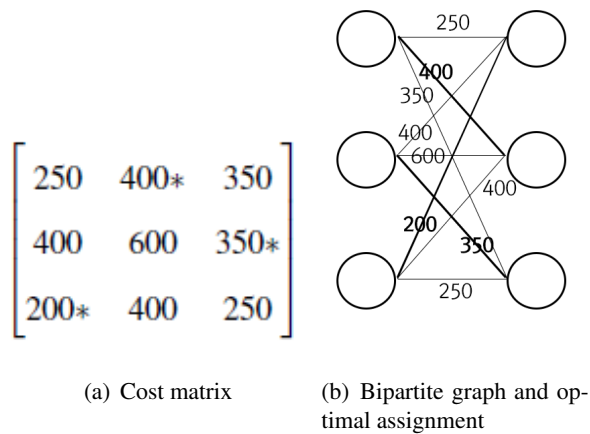 250 400* 350
400 600 350*
200* 400 250
250
400
350
400
600
400
200
350
250
(a) Cost matrix
(b) Bipartite graph and op-
timal assignment